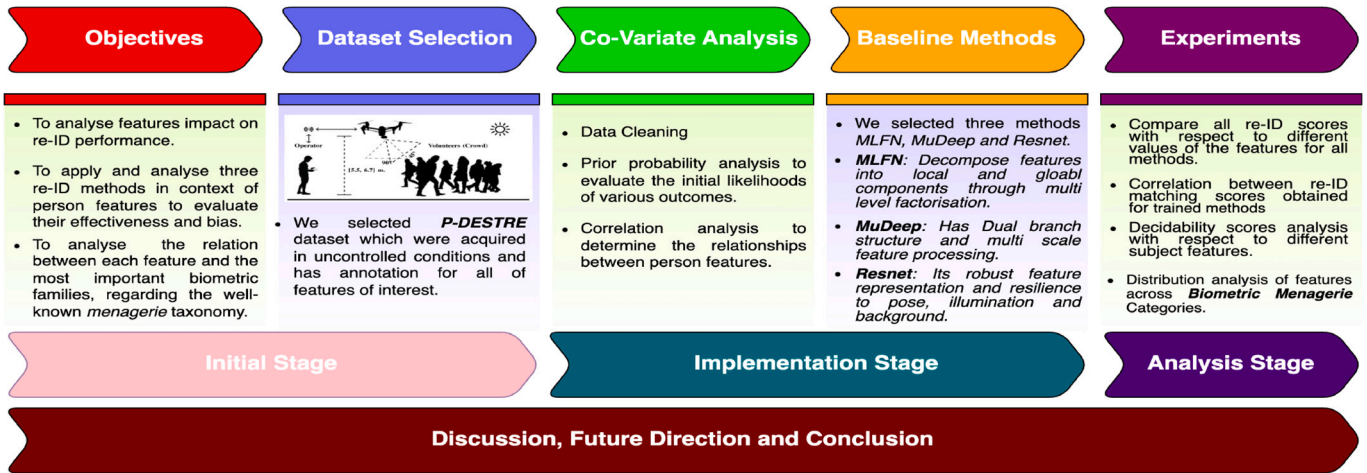 Objectives
Dataset Selection
Co-Variate Analysis
Baseline Methods
Experiments
• To analyse features impact on
re-ID performance.
• To apply and analyse three
re-ID methods in context of
person features to evaluate
their effectiveness and bias.
• To analyse the relation
between each feature and the
most important biometric
families, regarding the well-
known menagerie taxonomy.
Operator
Volunteers (Crowd)
90°
[5.5, 6.7] m.
• We selected P-DESTRE
dataset which were acquired
in uncontrolled conditions and
has annotation for all of
features of interest.
• Data Cleaning
• Prior probability analysis to
evaluate the initial likelihoods
of various outcomes.
• Correlation analysis to
determine the relationships
between person features.
• We selected three methods
MLFN, MuDeep and Resnet.
• MLFN: Decompose features
into local and gloabl
components through multi
level factorisation.
• MuDeep: Has Dual branch
structure and multi scale
feature processing.
• Resnet: Its robust feature
representation and resilience
to pose, illumination and
background.
• Compare all re-ID scores
with respect to different
values of the features for all
methods.
• Correlation between re-ID
matching scores obtained
for trained methods
• Decidability scores analysis
with respect to different
subject features.
• Distribution analysis of features
across Biometric Menagerie
Categories.
Initial Stage
Implementation Stage
Analysis Stage
Discussion, Future Direction and Conclusion